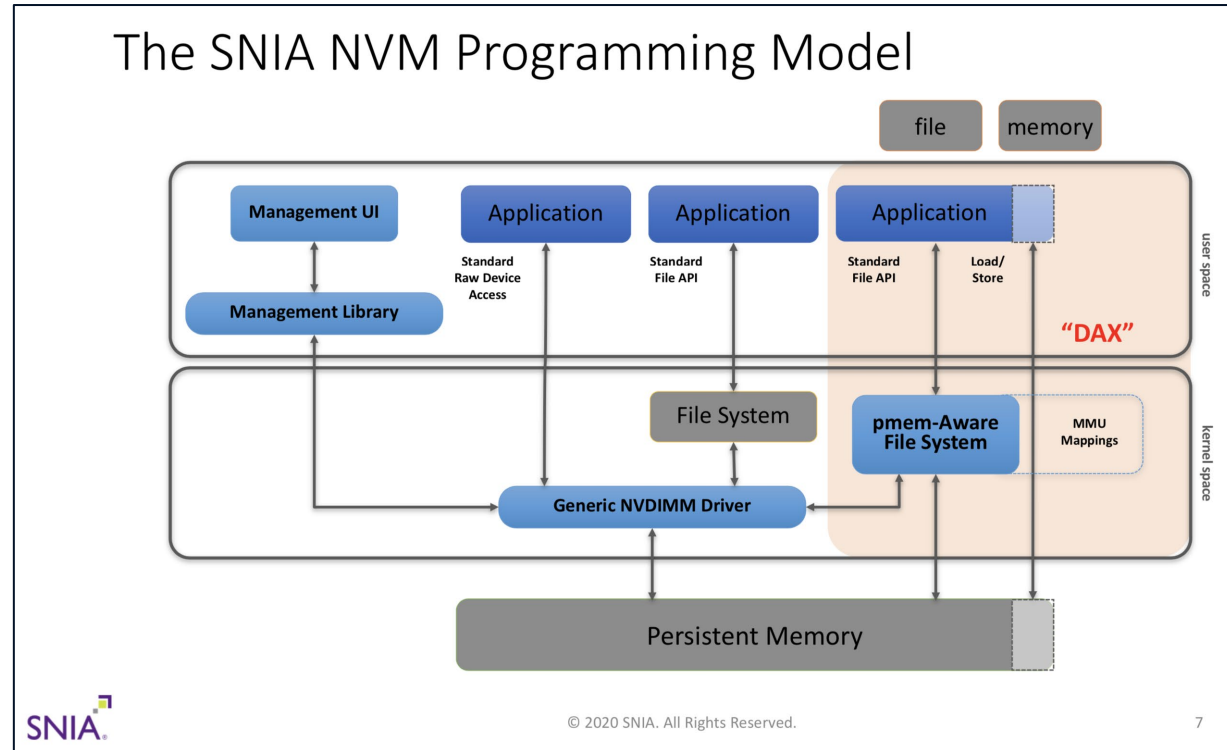 The SNIA NVM Programming Model
file
memory
Management UI
Application
Application
Application
Standard
Raw Device
Access
Standard
File API
Standard
File API
Load/
Store
Management Library
"DAX"
user space
File System
pmem-Aware
File System
MMU
Mappings
kernel space
Generic NVDIMM Driver
Persistent Memory
SNIA.
© 2020 SNIA. All Rights Reserved.
7